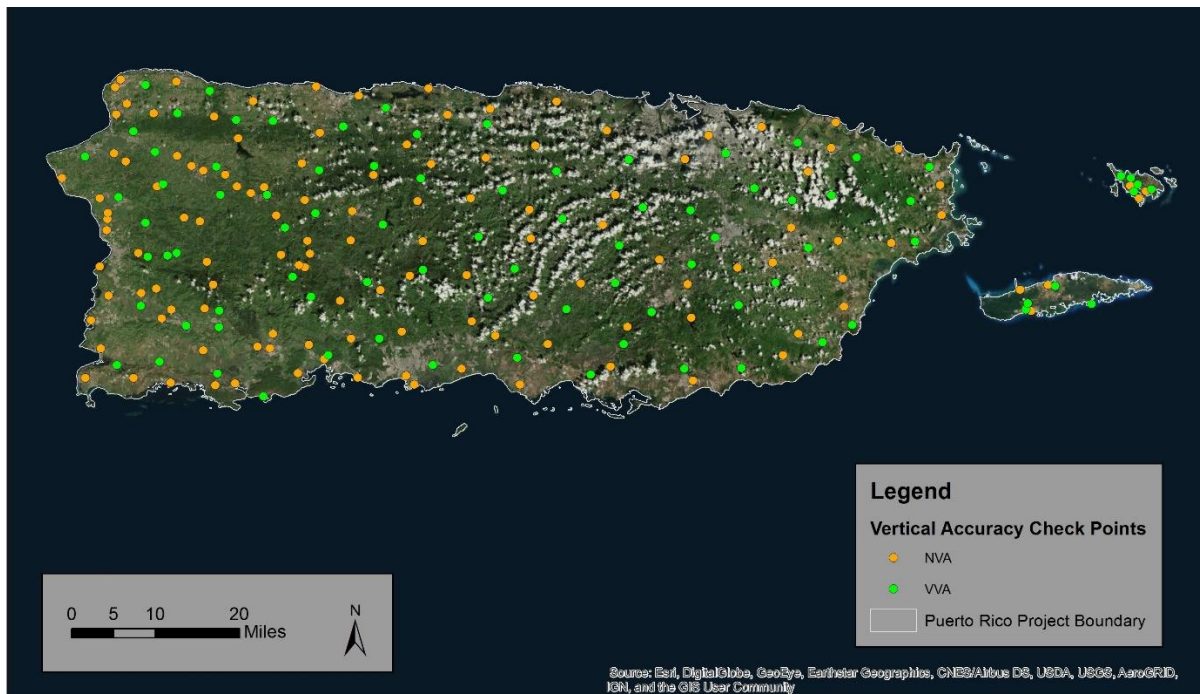 Legend
Vertical Accuracy Check Points
NVA
VVA
Puerto Rico Project Boundary
0 5 10 20
Miles
N
Source: Esri, DigitalGlobe, GeoEye, Earthstar Geographics, CNES/Airbus DS, USDA, USGS, AeroGRID,
IGN, and the GIS User Community